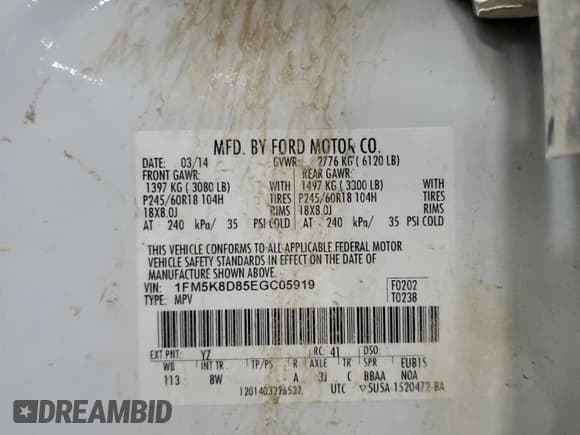 MFD. BY FORD MOTOR CO.
DATE: 03/14 GVWR: 2776 KG ( 6120 LB)
FRONT GAWR: REAR GAWR:
1397 KG ( 3080 LB) WITH 1497 KG ( 3300 LB) WITH
P245/60R18 104H TIRES P245/60R18 104H TIRES
18X8.0J RIMS 18X8.0J RIMS
AT 240 kPa/ 35 PSI COLD AT 240 kPa/ 35 PSI COLD
THIS VEHICLE CONFORMS TO ALL APPLICABLE FEDERAL MOTOR
VEHICLE SAFETY STANDARDS IN EFFECT ON THE DATE OF
MANUFACTURE SHOWN ABOVE.
VIN: 1FM5K8D85EGC05919 F0202
TYPE: MPV T0238
EXT PNT: YZ RC: 41 DSO:
WB INT TR TP/PS R AXLE TR SPR EUB15
113 8W A 3J C BBAA N0A
1201403226532 UTC ▽5U5A-1520472-BA
DREAMBID